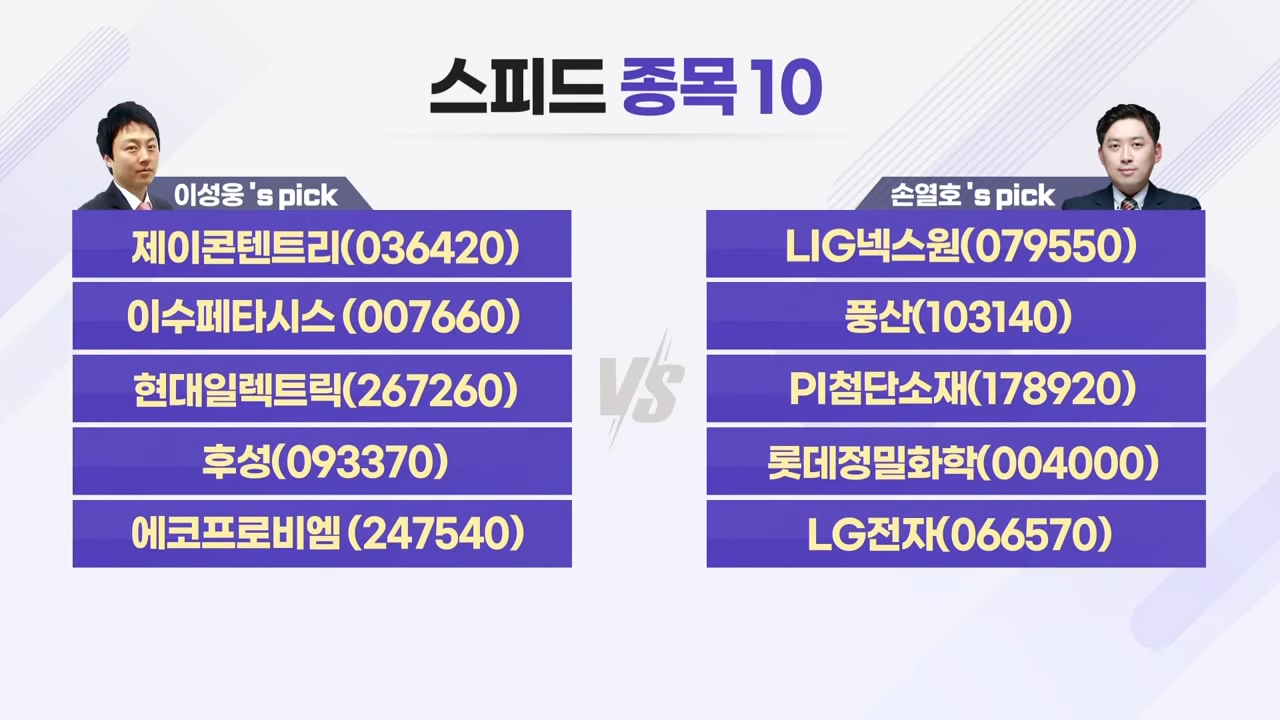 스피드 종목 10
이성웅 's pick
제이콘텐트리(036420)
이수페타시스 (007660)
현대일렉트릭(267260)
후성(093370)
에코프로비엠 (247540)
VS
손열호 's pick
LIG넥스원(079550)
풍산(103140)
PI첨단소재(178920)
롯데정밀화학(004000)
LG전자(066570)